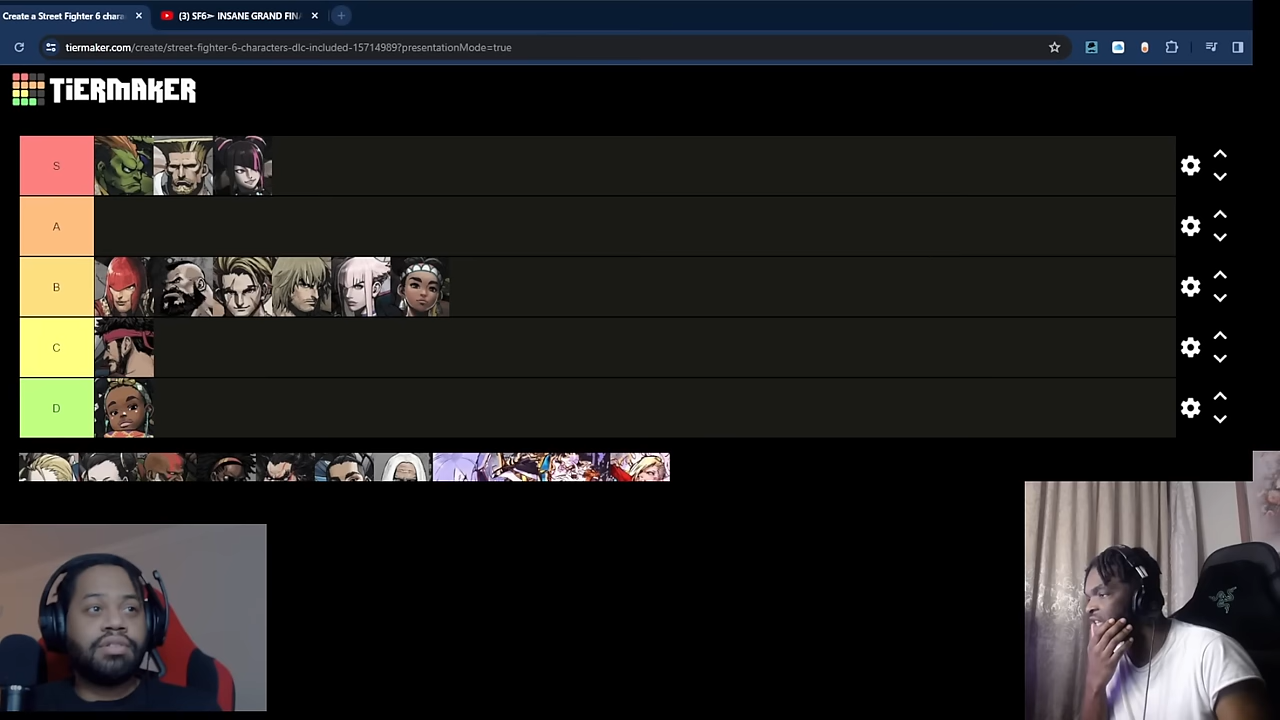 Create a Street Fighter 6 chara
(3) SF6➣ INSANE GRAND FINA
tiermaker.com/create/street-fighter-6-characters-dlc-included-15714989?presentationMode=true
TiERMAKER
S
A
B
C
D